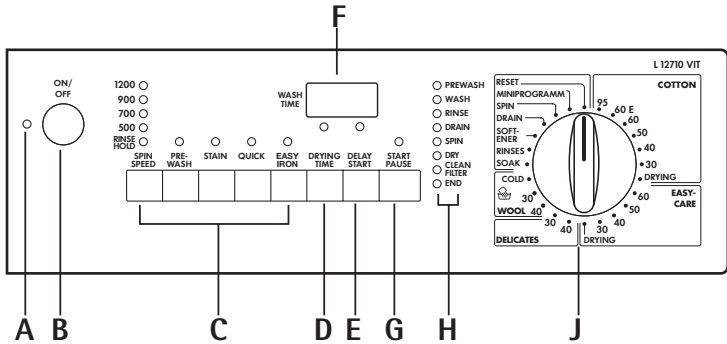 F
L 12710 VIT
ON/
OFF
1200
900
700
500
RINSE
HOLD
SPIN
SPEED
PRE-
WASH
STAIN
QUICK
EASY
IRON
DRYING
TIME
DELAY
START
START
PAUSE
WASH
TIME
PREWASH
WASH
RINSE
DRAIN
SPIN
DRY
CLEAN
FILTER
END
RESET
MINIPROGRAMM
SPIN
DRAIN
SOFT-
ENER
RINSES
SOAK
COLD
30
WOOL 40
DELICATES
30
40
COTTON
95
60 E
60
50
40
30
DRYING
EASY-
CARE
60
50
40
30
DRYING
A
B
C
D
E
G
H
J